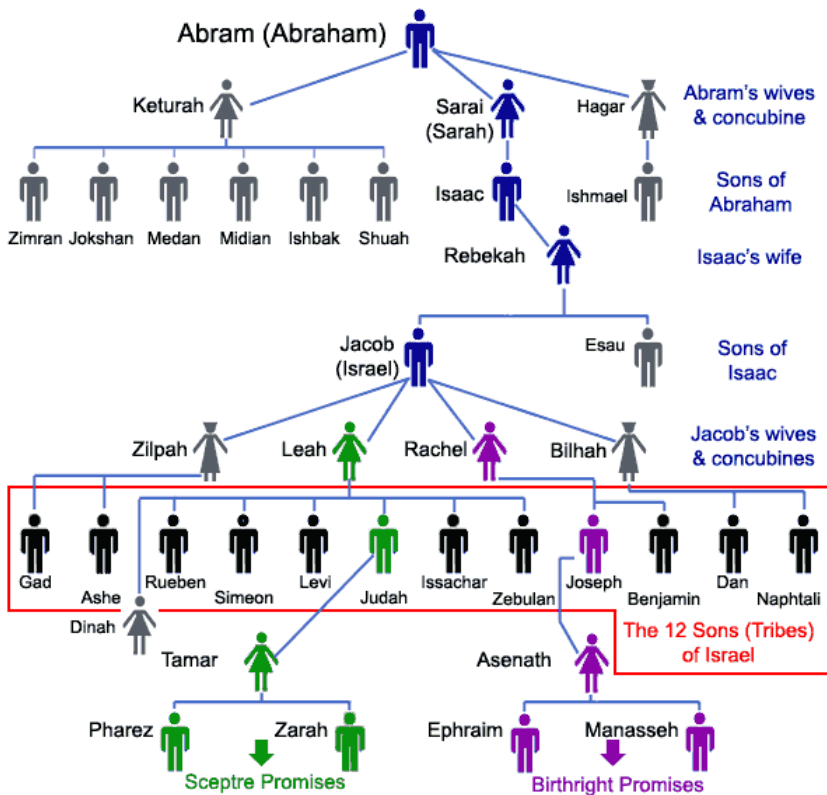 Abram (Abraham)
Keturah
Sarai
(Sarah)
Hagar
Abram's wives
& concubine
Zimran
Jokshan
Medan
Midian
Ishbak
Shuah
Isaac
Ishmael
Sons of
Abraham
Rebekah
Isaac's wife
Jacob
(Israel)
Esau
Sons of
Isaac
Zilpah
Leah
Rachel
Bilhah
Jacob's wives
& concubines
Gad
Ashe
Rueben
Simeon
Levi
Judah
Issachar
Zebulan
Joseph
Benjamin
Dan
Naphtali
Dinah
The 12 Sons (Tribes)
of Israel
Tamar
Asenath
Pharez
Zarah
Ephraim
Manasseh
Sceptre Promises
Birthright Promises